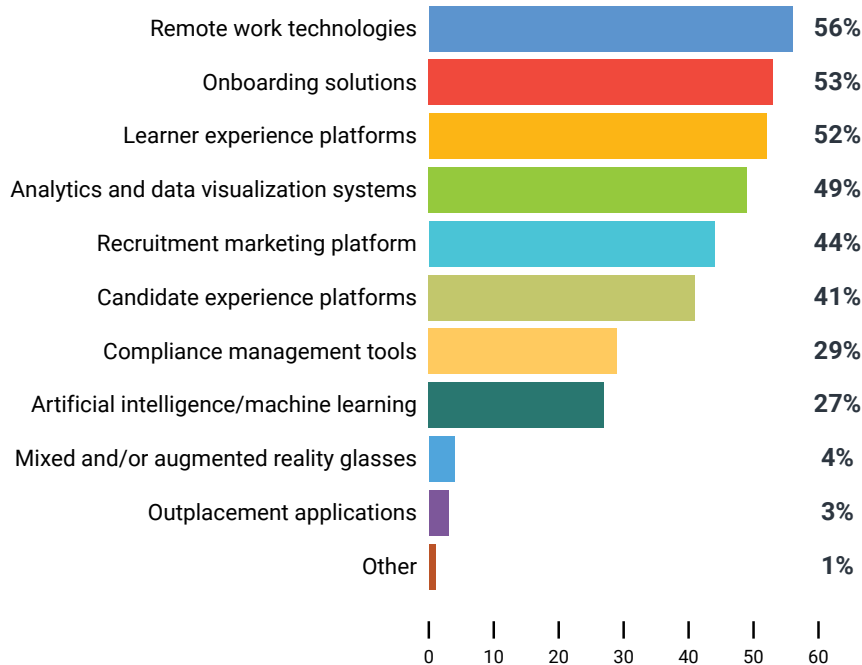 Remote work technologies 56%
Onboarding solutions 53%
Learner experience platforms 52%
Analytics and data visualization systems 49%
Recruitment marketing platform 44%
Candidate experience platforms 41%
Compliance management tools 29%
Artificial intelligence/machine learning 27%
Mixed and/or augmented reality glasses 4%
Outplacement applications 3%
Other 1%
0 10 20 30 40 50 60